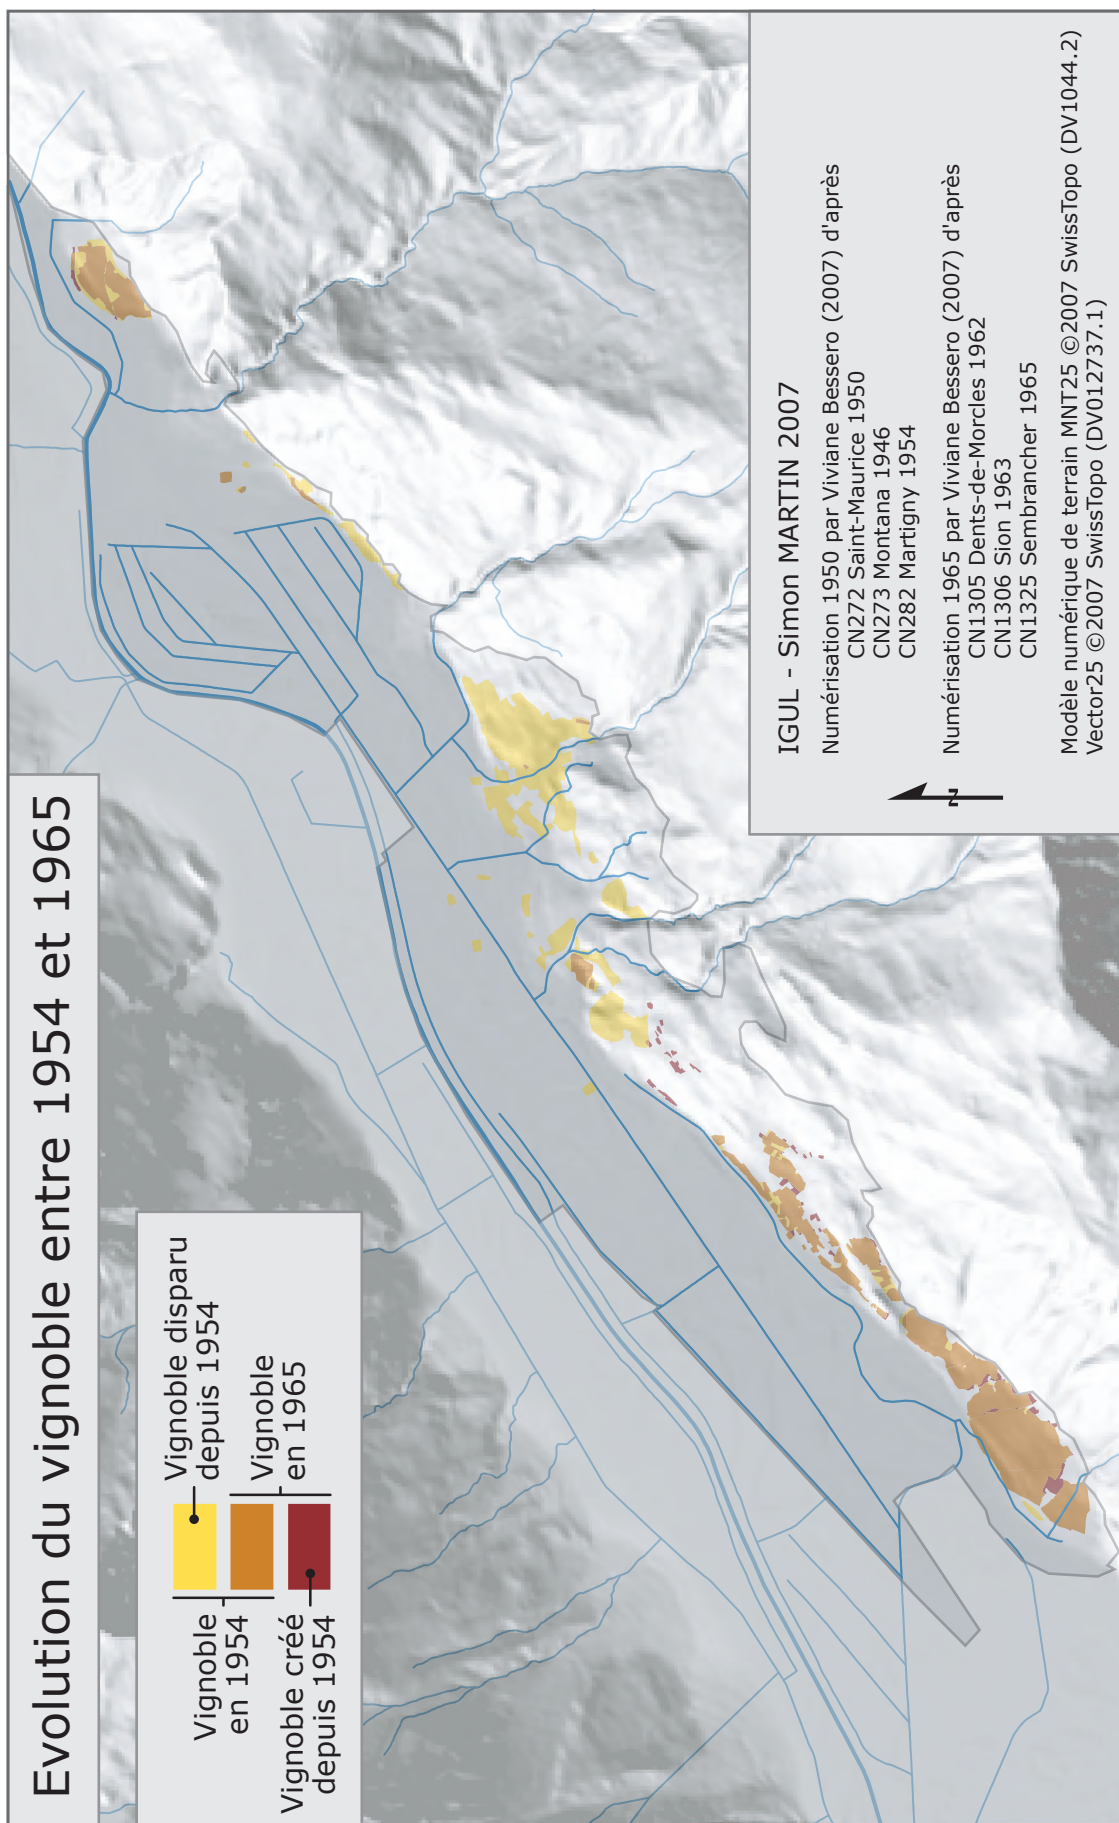 Evolution du vignoble entre 1954 et 1965
Vignoble
en 1954
Vignoble créé
depuis 1954
Vignoble disparu
depuis 1954
Vignoble
en 1965
N
IGUL - Simon MARTIN 2007
Numérisation 1950 par Viviane Bessero (2007) d'après
CN272 Saint-Maurice 1950
CN273 Montana 1946
CN282 Martigny 1954
Numérisation 1965 par Viviane Bessero (2007) d'après
CN1305 Dents-de-Morcles 1962
CN1306 Sion 1963
CN1325 Sembrancher 1965
Modèle numérique de terrain MNT25 ©2007 SwissTopo (DV1044.2)
Vector25 ©2007 SwissTopo (DV012737.1)